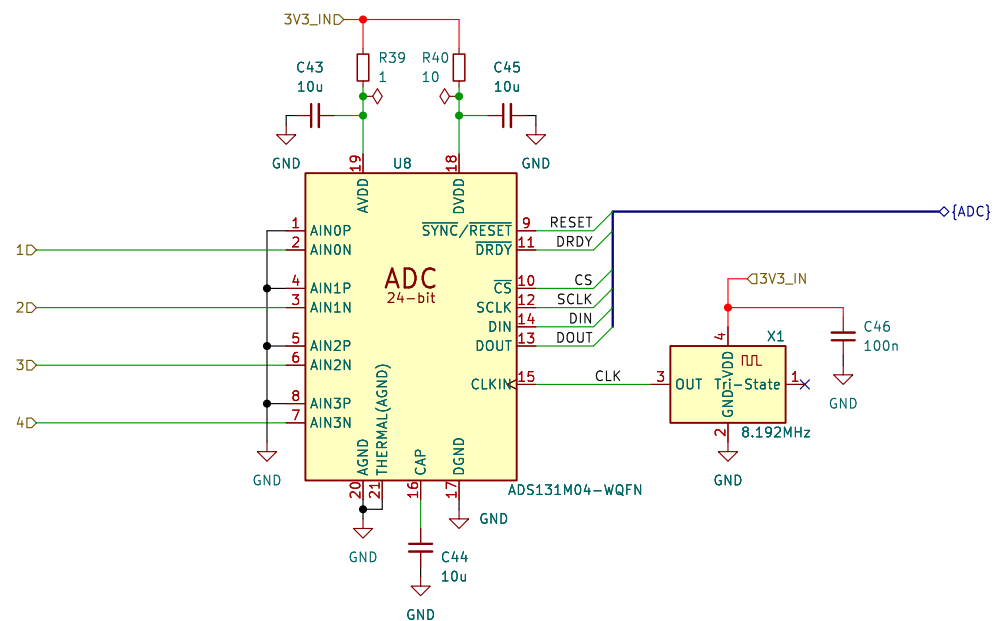 3V3_IN
C43
10u
R39
1
R40
10
C45
10u
GND
GND
19
18
U8
AVDD
DVDD
1
2
4
3
5
6
8
7
AIN0P
AIN0N
AIN1P
AIN1N
AIN2P
AIN2N
AIN3P
AIN3N
1
2
3
4
GND
ADC
24-bit
SYNC/RESET
DRDY
CS
SCLK
DIN
DOUT
CLKIN
9
11
10
12
14
13
15
RESET
DRDY
CS
SCLK
DIN
DOUT
CLK
{ADC}
AGND
THERMAL(AGND)
CAP
DGND
20
21
16
17
ADS131M04-WQFN
GND
GND
C44
10u
GND
3V3_IN
X1
4
VDD
3
OUT
Tri-State
1
GND
2
8.192MHz
GND
C46
100n
GND